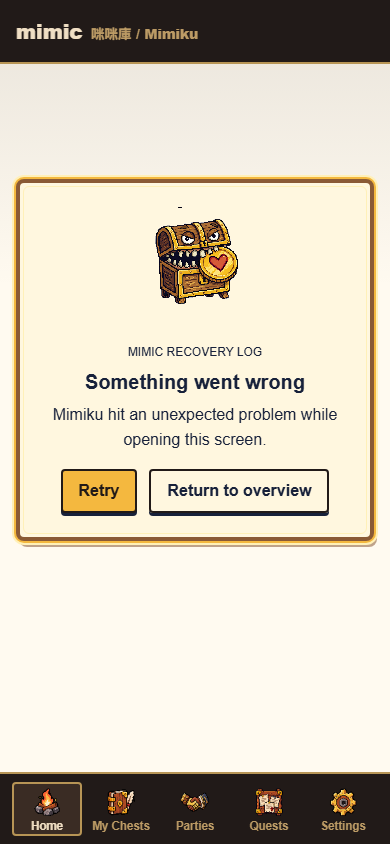 mimic 咪咪庫 / Mimiku
MIMIC RECOVERY LOG
Something went wrong
Mimiku hit an unexpected problem while
opening this screen.
Retry Return to overview
Home My Chests Parties Quests Settings